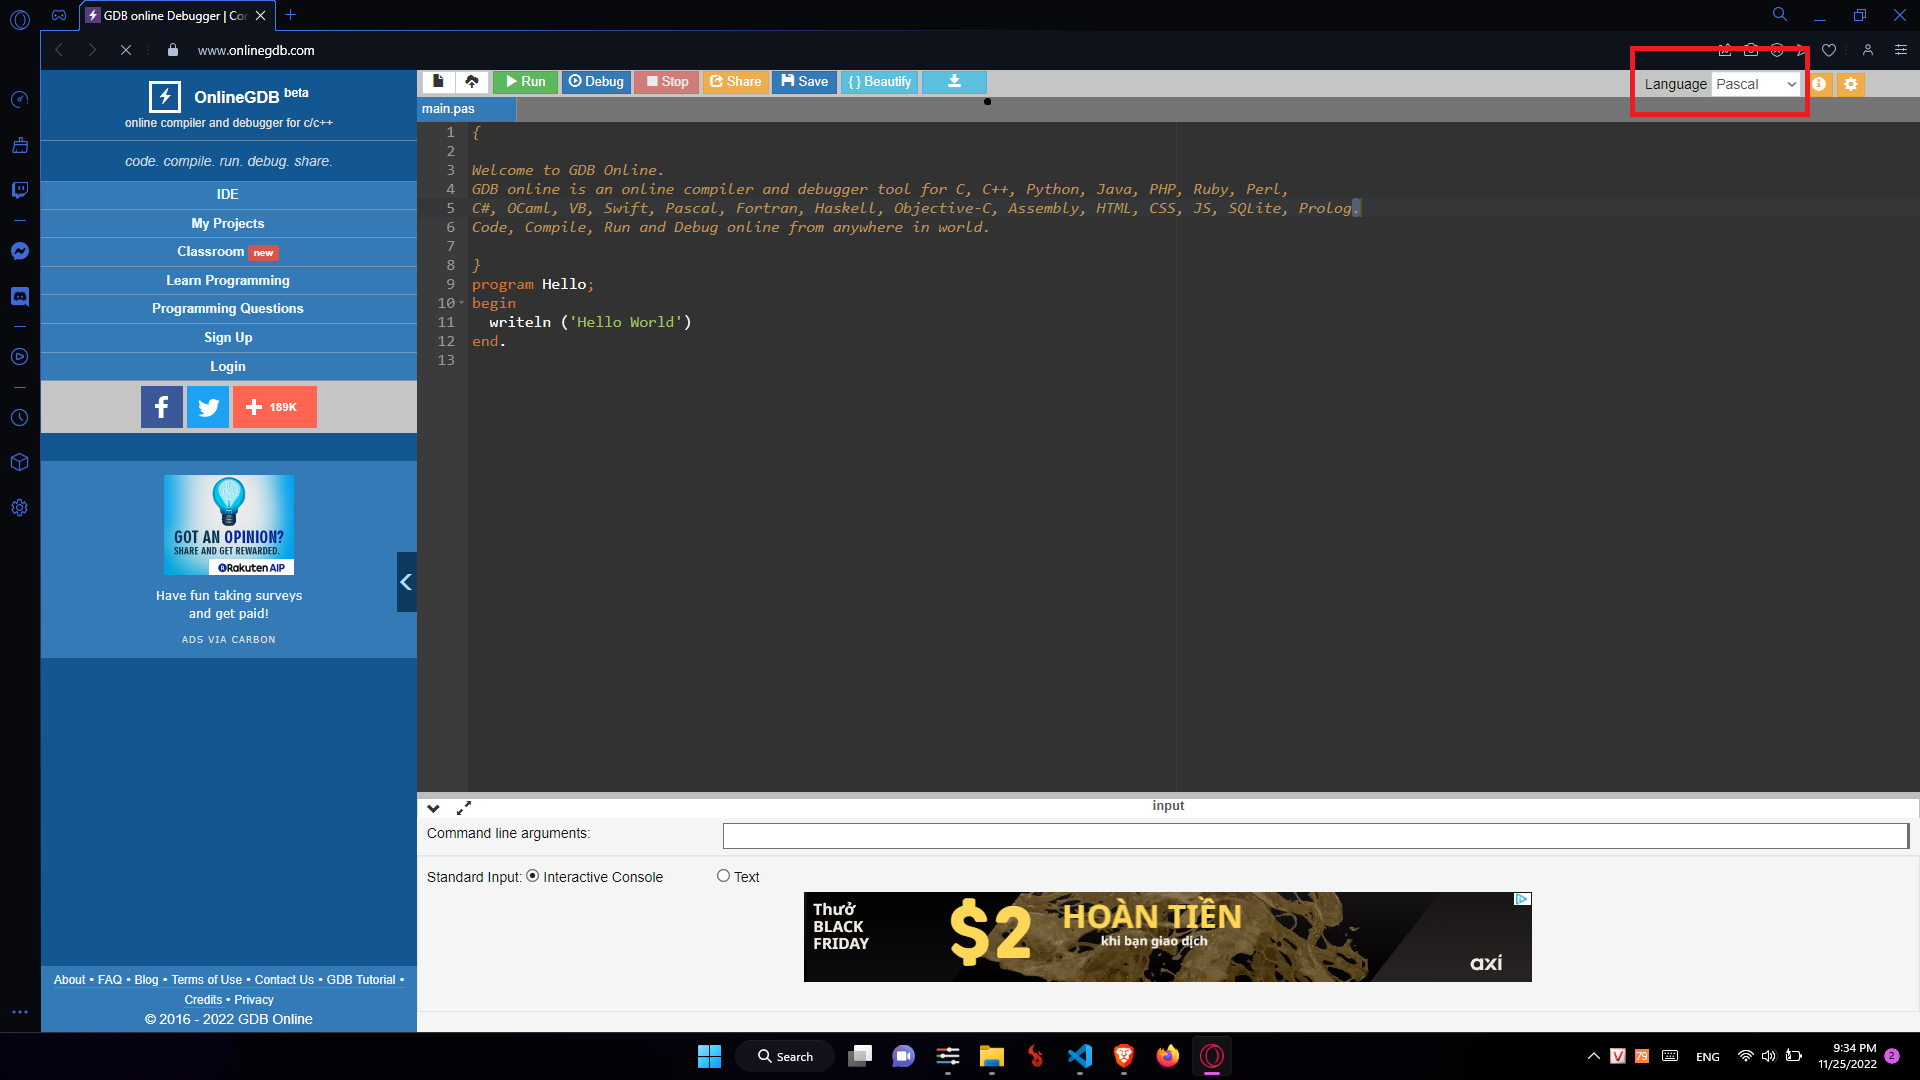 GDB online Debugger | Co
www.onlinegdb.com
OnlineGDB beta
online compiler and debugger for c/c++
code. compile. run. debug. share.
IDE
My Projects
Classroom new
Learn Programming
Programming Questions
Sign Up
Login
189K
GOT AN OPINION?
SHARE AND GET REWARDED.
Rakuten AIP
Have fun taking surveys
and get paid!
ADS VIA CARBON
About • FAQ • Blog • Terms of Use • Contact Us • GDB Tutorial •
Credits • Privacy
© 2016 - 2022 GDB Online
Run Debug Stop Share Save { } Beautify
Language Pascal
main.pas
1 {
2
3 Welcome to GDB Online.
4 GDB online is an online compiler and debugger tool for C, C++, Python, Java, PHP, Ruby, Perl,
5 C#, OCaml, VB, Swift, Pascal, Fortran, Haskell, Objective-C, Assembly, HTML, CSS, JS, SQLite, Prolog.
6 Code, Compile, Run and Debug online from anywhere in world.
7
8 }
9 program Hello;
10 begin
11 writeln ('Hello World')
12 end.
13
input
Command line arguments:
Standard Input: Interactive Console Text
Thưở
BLACK
FRIDAY
$2
HOÀN TIỀN
khi bạn giao dịch
axi
Search
V
79
ENG
9:34 PM
11/25/2022
2